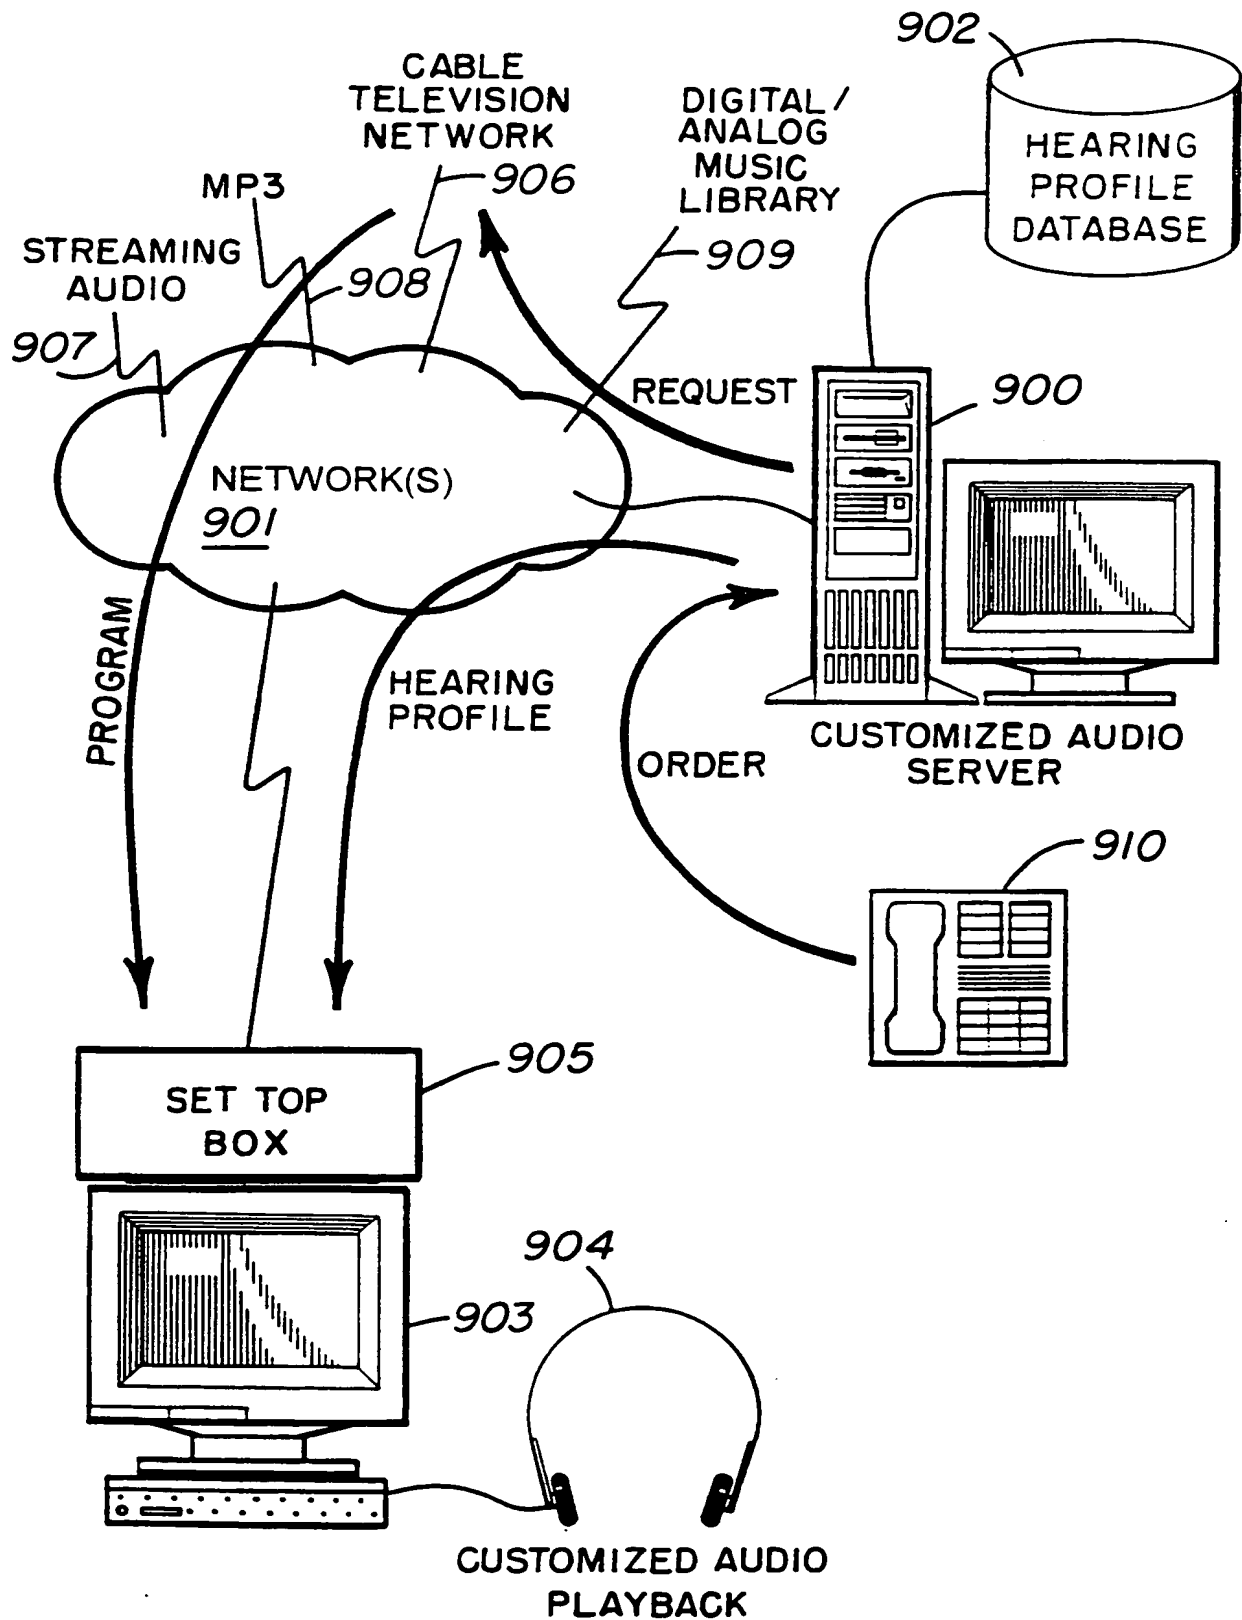 902
CABLE
TELEVISION
NETWORK
906
DIGITAL/
ANALOG
MUSIC
LIBRARY
909
HEARING
PROFILE
DATABASE
MP3
908
STREAMING
AUDIO
907
REQUEST
900
NETWORK(S)
901
PROGRAM
HEARING
PROFILE
ORDER
CUSTOMIZED AUDIO
SERVER
910
905
SET TOP
BOX
904
903
CUSTOMIZED AUDIO
PLAYBACK